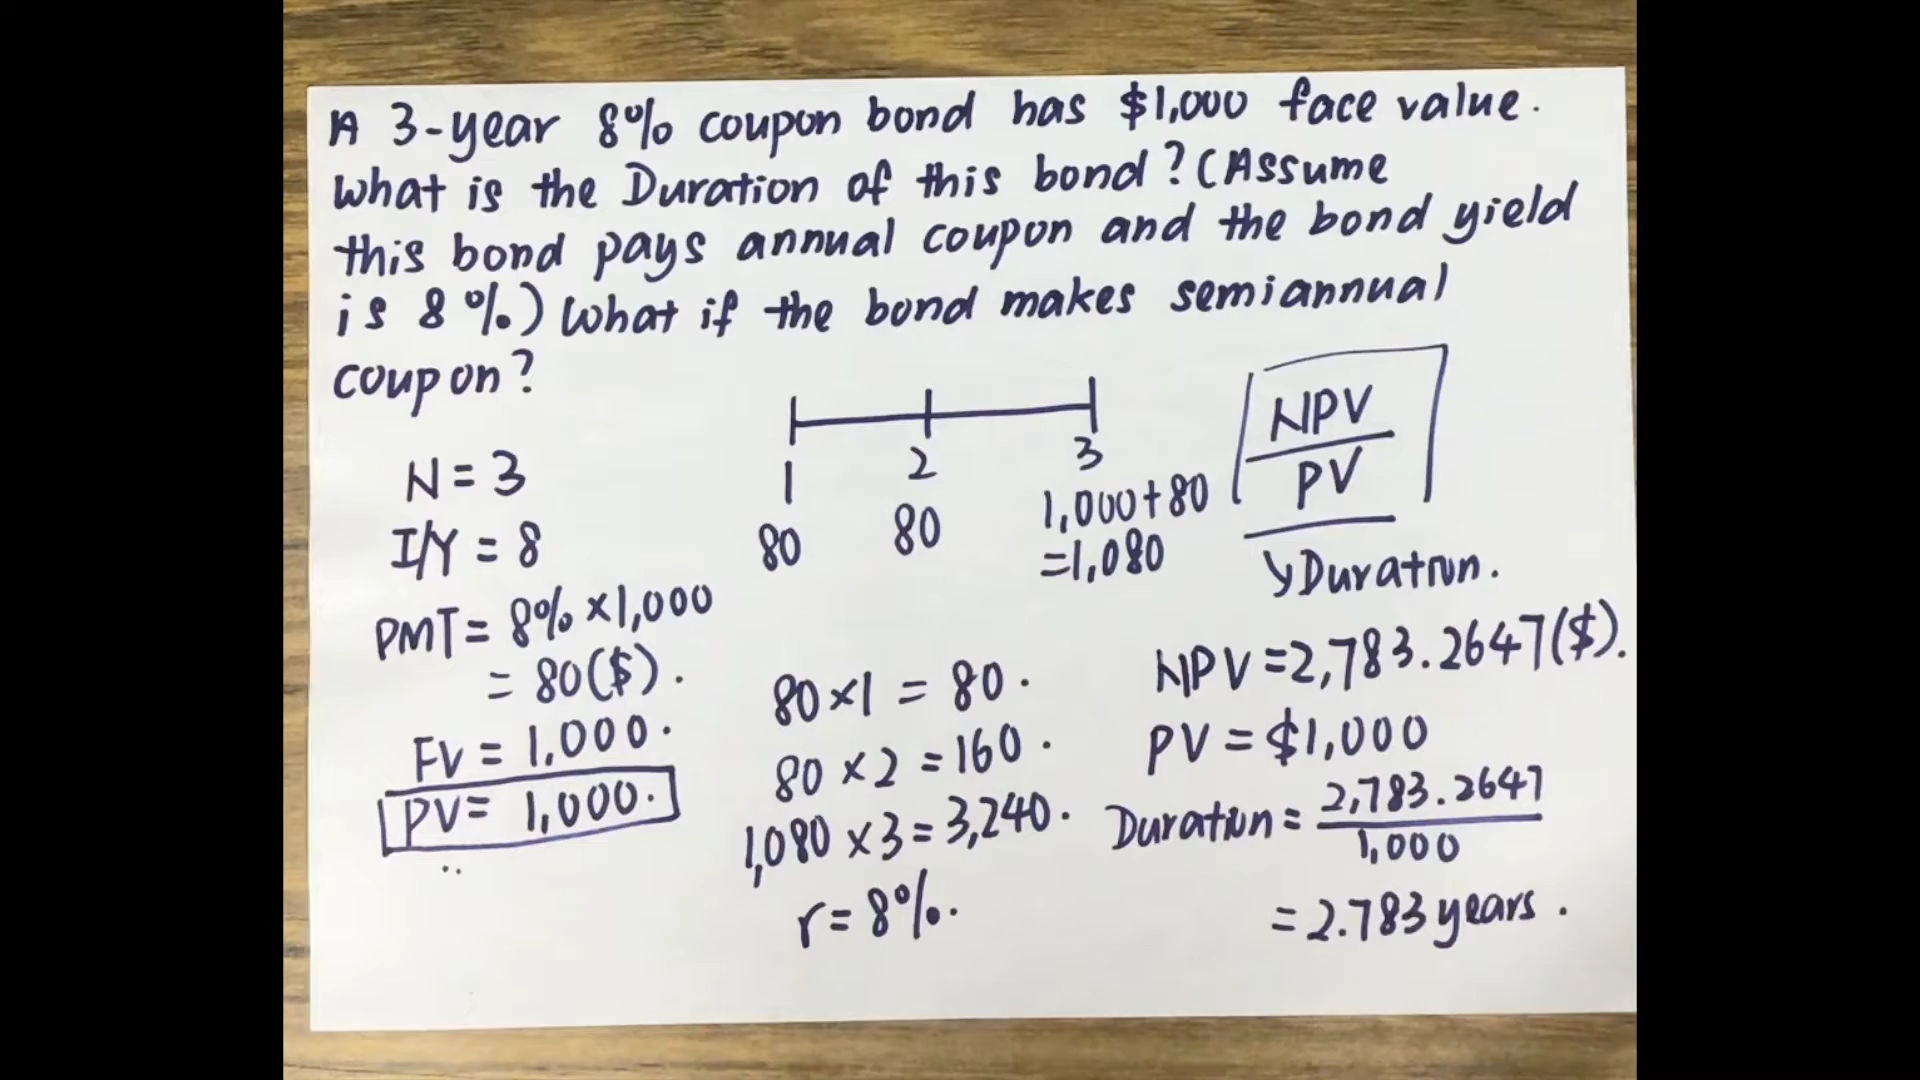 A 3-year 8% coupon bond has $1,000 face value.
What is the Duration of this bond? (Assume
this bond pays annual coupon and the bond yield
is 8%.) What if the bond makes semiannual
coupon?
N = 3
I/Y = 8
PMT = 8% ×1,000
= 80($).
FV = 1,000.
PV = 1,000.
1 2 3
80 80 1,000+80
=1,080
80 ×1 = 80.
80 ×2 = 160.
1,080 ×3 = 3,240.
r = 8%.
NPV
PV
Duration.
NPV = 2,783.2647($).
PV = $1,000
Duration = 2,783.2647
1,000
= 2.783 years.